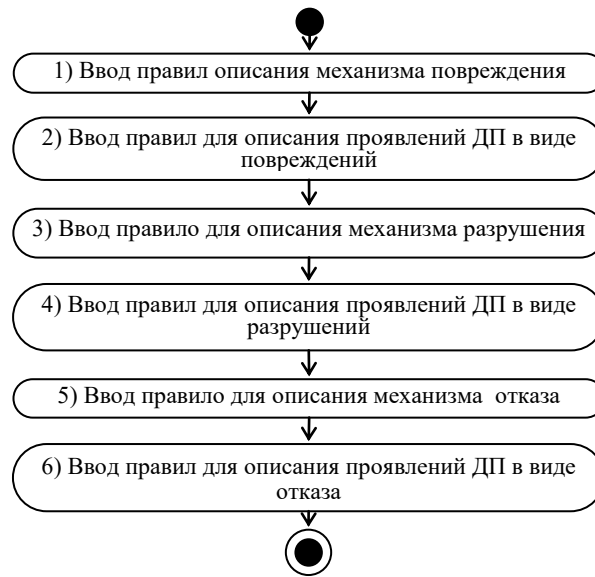 1) Ввод правил описания механизма повреждения
2) Ввод правил для описания проявлений ДП в виде
повреждений
3) Ввод правило для описания механизма разрушения
4) Ввод правил для описания проявлений ДП в виде
разрушений
5) Ввод правило для описания механизма отказа
6) Ввод правил для описания проявлений ДП в виде
отказа